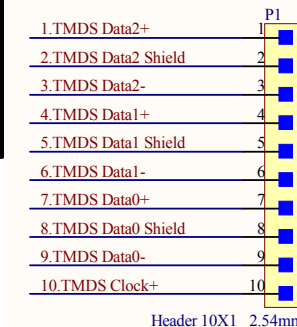 P1
1.TMDS Data2+ 1
2.TMDS Data2 Shield 2
3.TMDS Data2- 3
4.TMDS Data1+ 4
5.TMDS Data1 Shield 5
6.TMDS Data1- 6
7.TMDS Data0+ 7
8.TMDS Data0 Shield 8
9.TMDS Data0- 9
10.TMDS Clock+ 10
Header 10X1 2.54mm